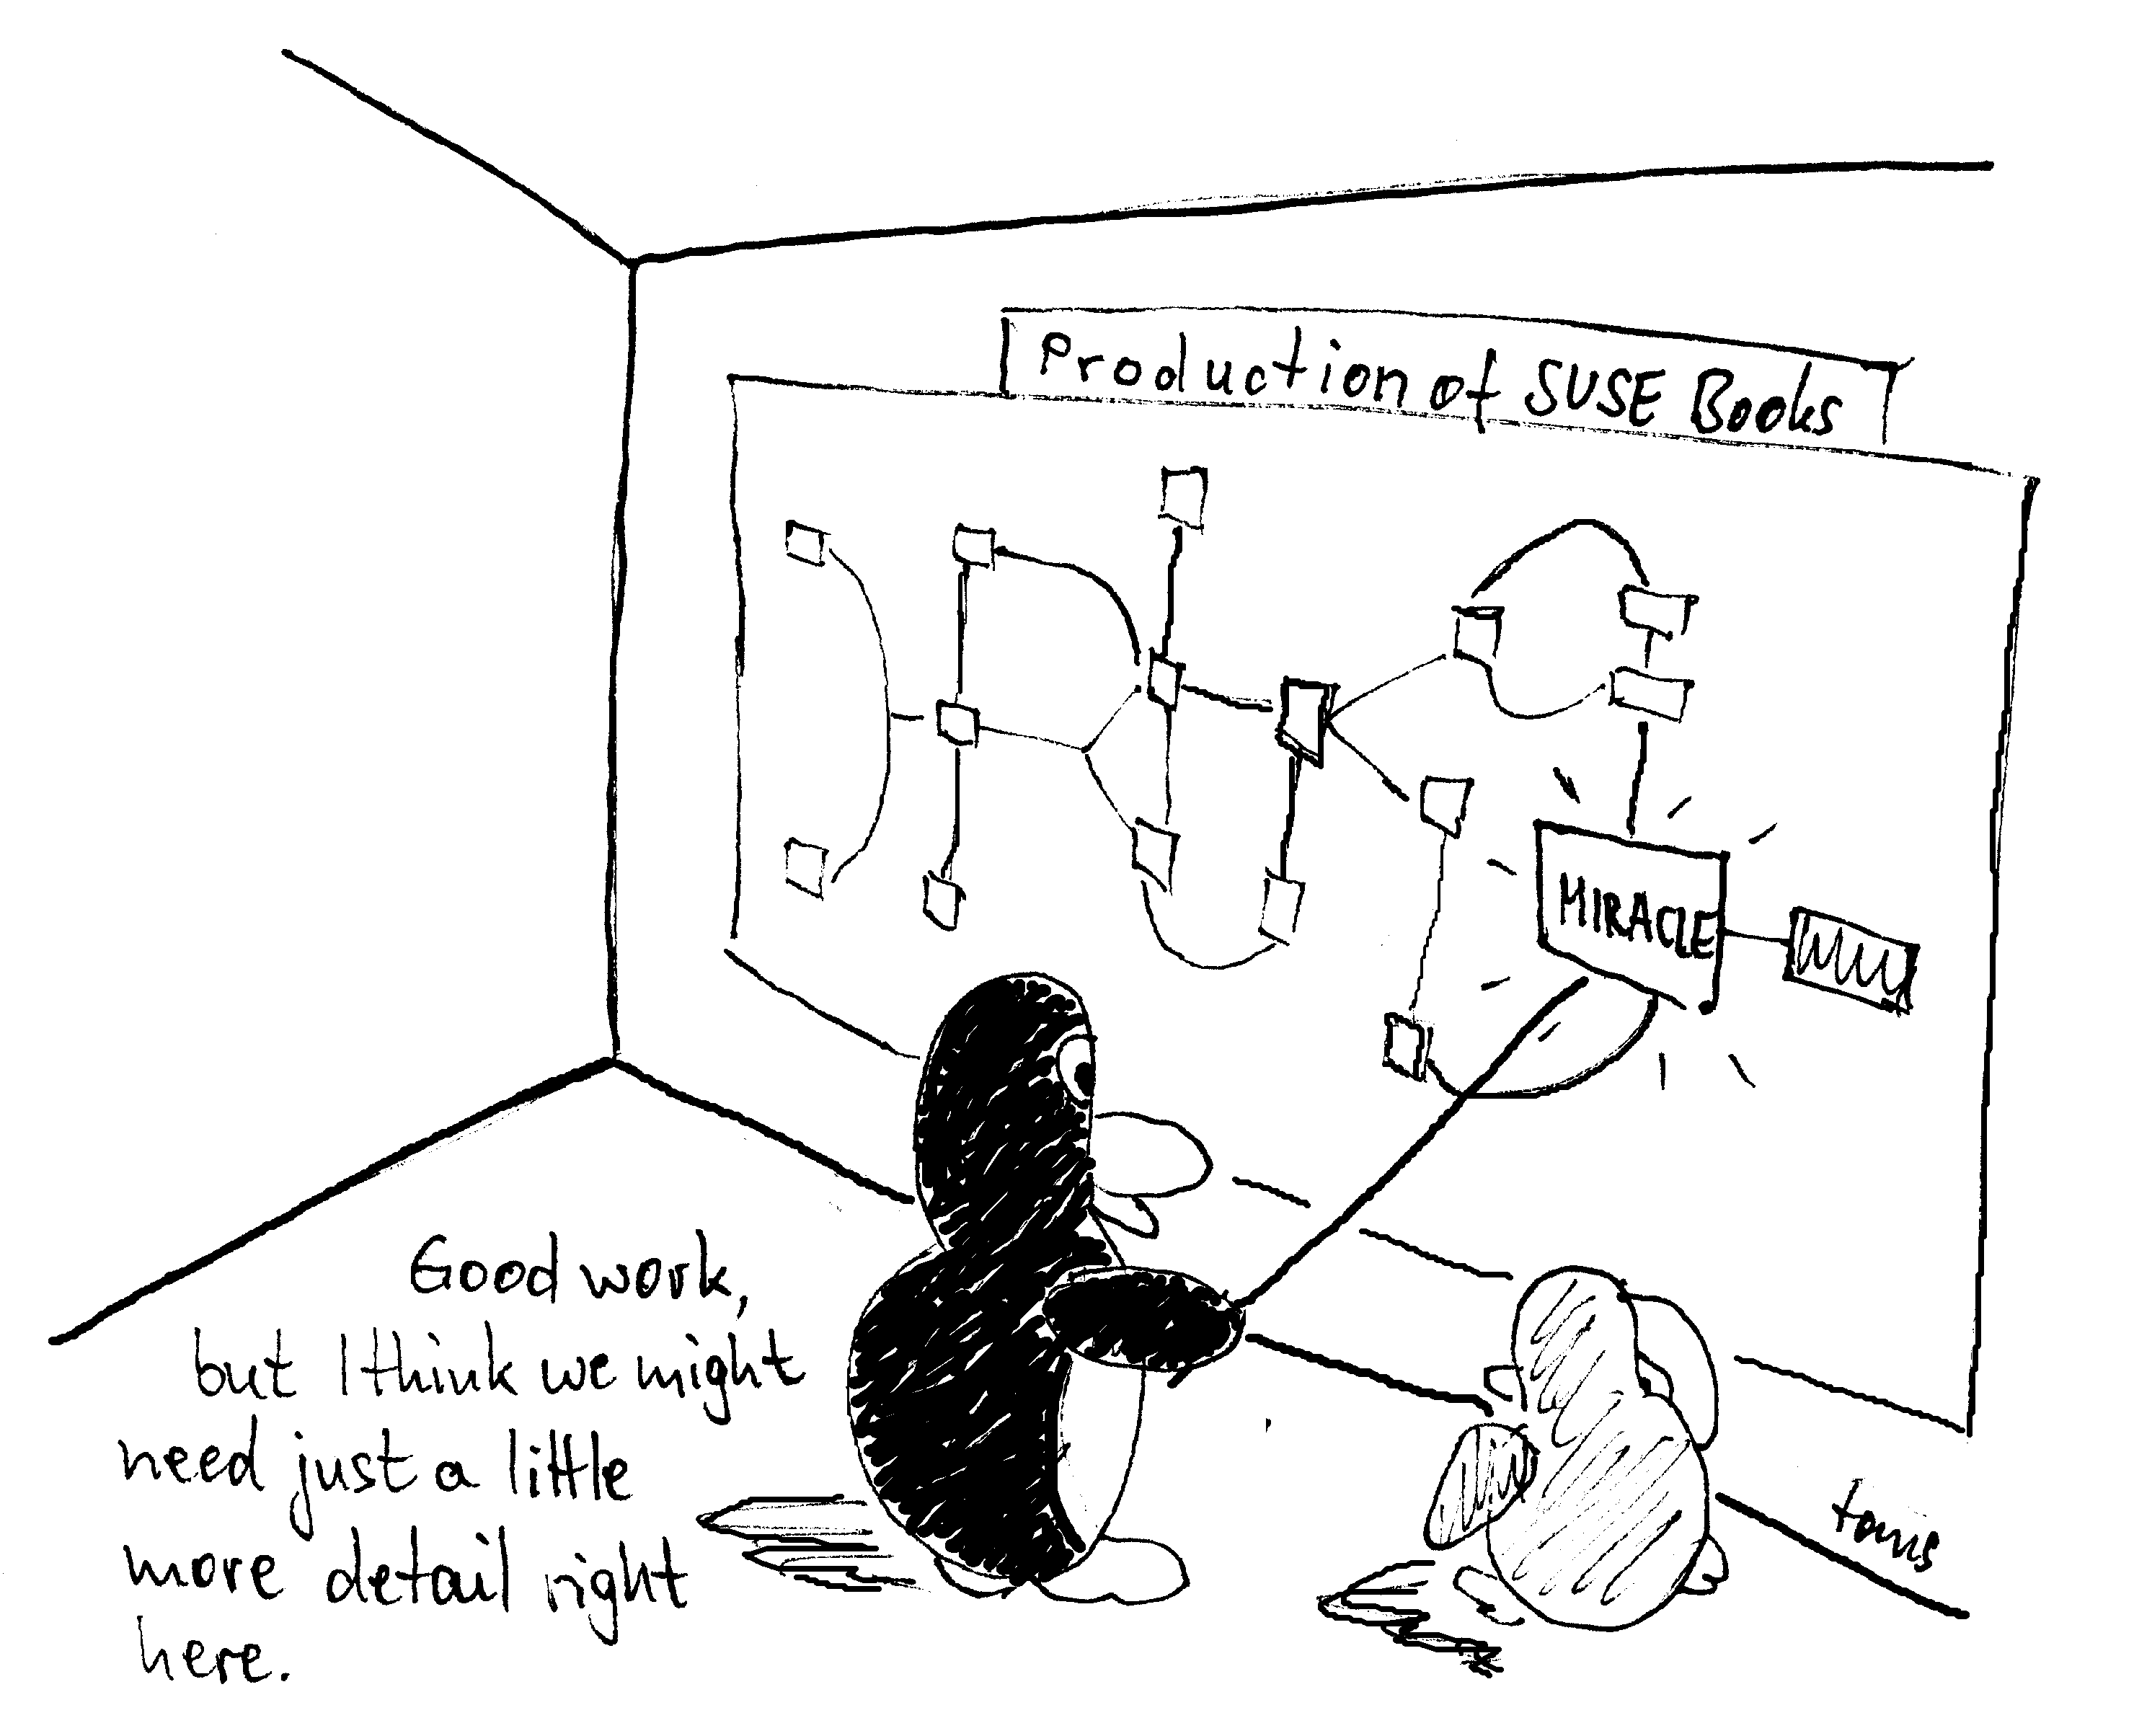 Production of SUSE Books
MIRACLE
Good work,
but I think we might
need just a little
more detail right
here.
toms